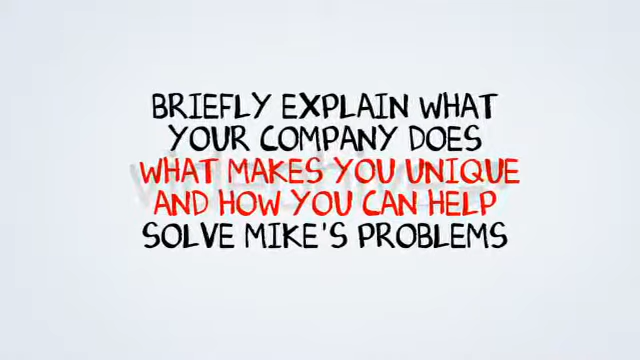 BRIEFLY EXPLAIN WHAT
YOUR COMPANY DOES
WHAT MAKES YOU UNIQUE
AND HOW YOU CAN HELP
SOLVE MIKE'S PROBLEMS